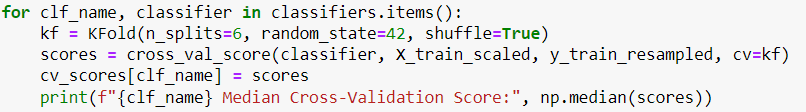 for clf_name, classifier in classifiers.items():
    kf = KFold(n_splits=6, random_state=42, shuffle=True)
    scores = cross_val_score(classifier, X_train_scaled, y_train_resampled, cv=kf)
    cv_scores[clf_name] = scores
    print(f"{clf_name} Median Cross-Validation Score:", np.median(scores))